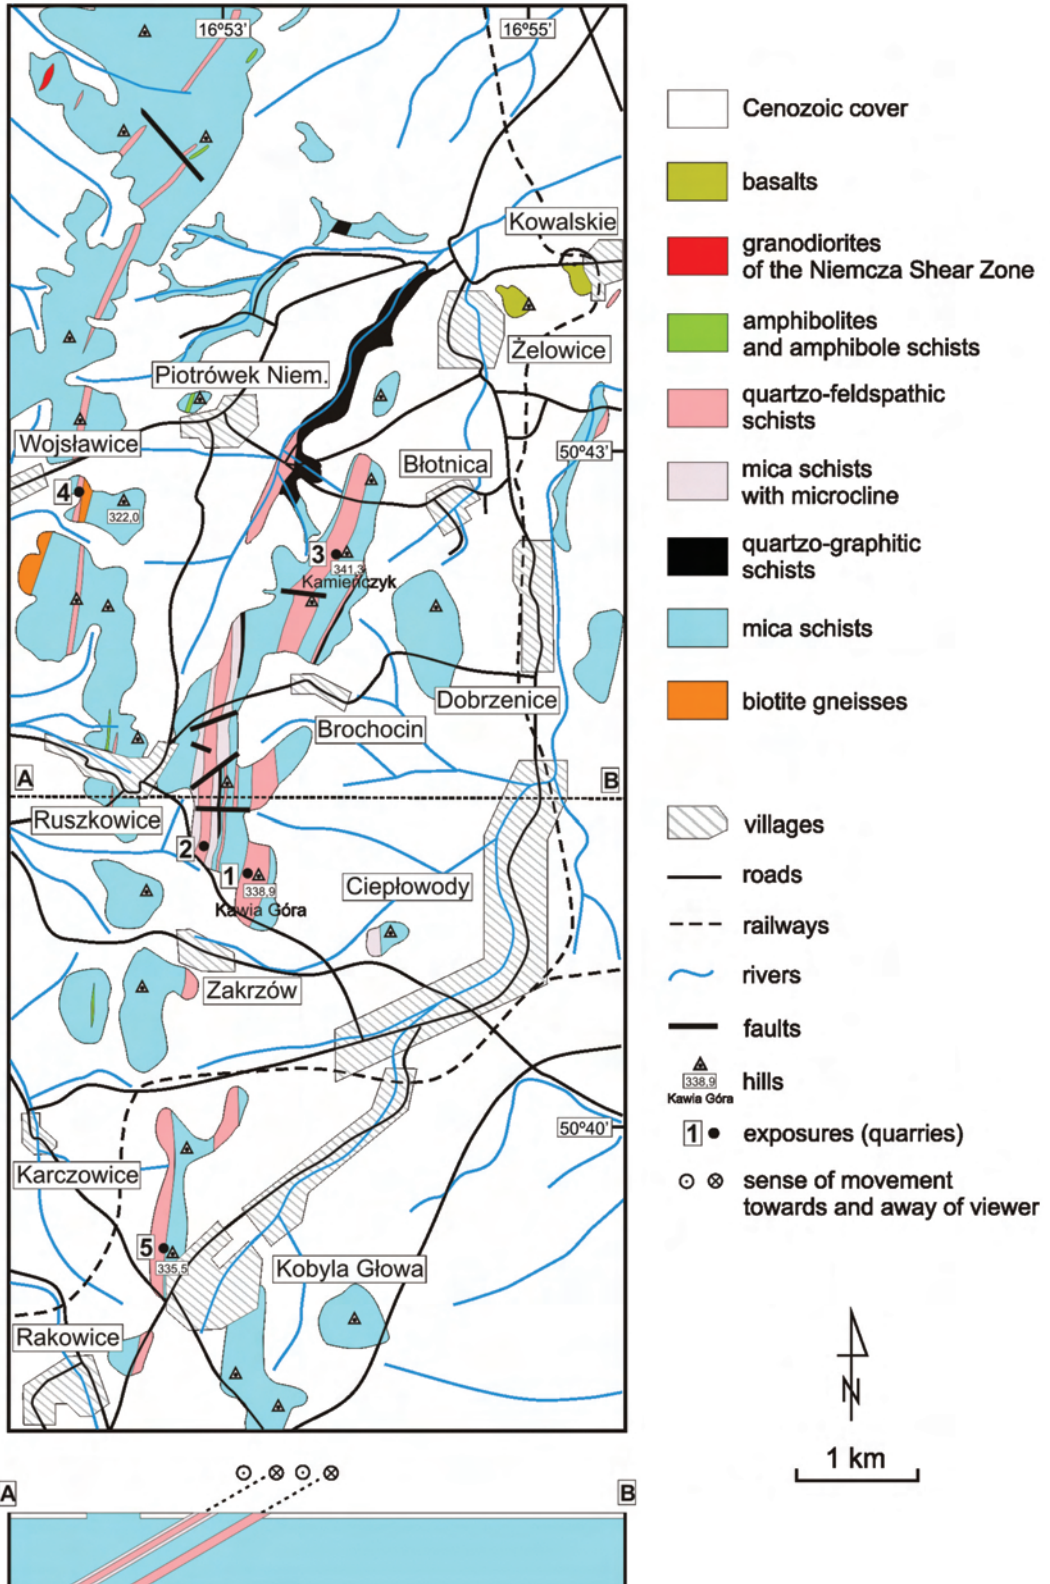 16°53'
16°55'
Kowalskie
Żelowice
Piotrówek Niem.
Wojsławice
50°43'
Błotnica
4
322,0
3
341,3
Kamieńczyk
Dobrzenice
Brochocin
A
B
Ruszkowice
2
1
338,9
Kawia Góra
Ciepłowody
Zakrzów
50°40'
Karczowice
5
335,5
Kobyla Głowa
Rakowice
A
B
Cenozoic cover
basalts
granodiorites
of the Niemcza Shear Zone
amphibolites
and amphibole schists
quartzo-feldspathic
schists
mica schists
with microcline
quartzo-graphitic
schists
mica schists
biotite gneisses
villages
roads
railways
rivers
faults
338,9
Kawia Góra
hills
1
exposures (quarries)
sense of movement
towards and away of viewer
N
1 km